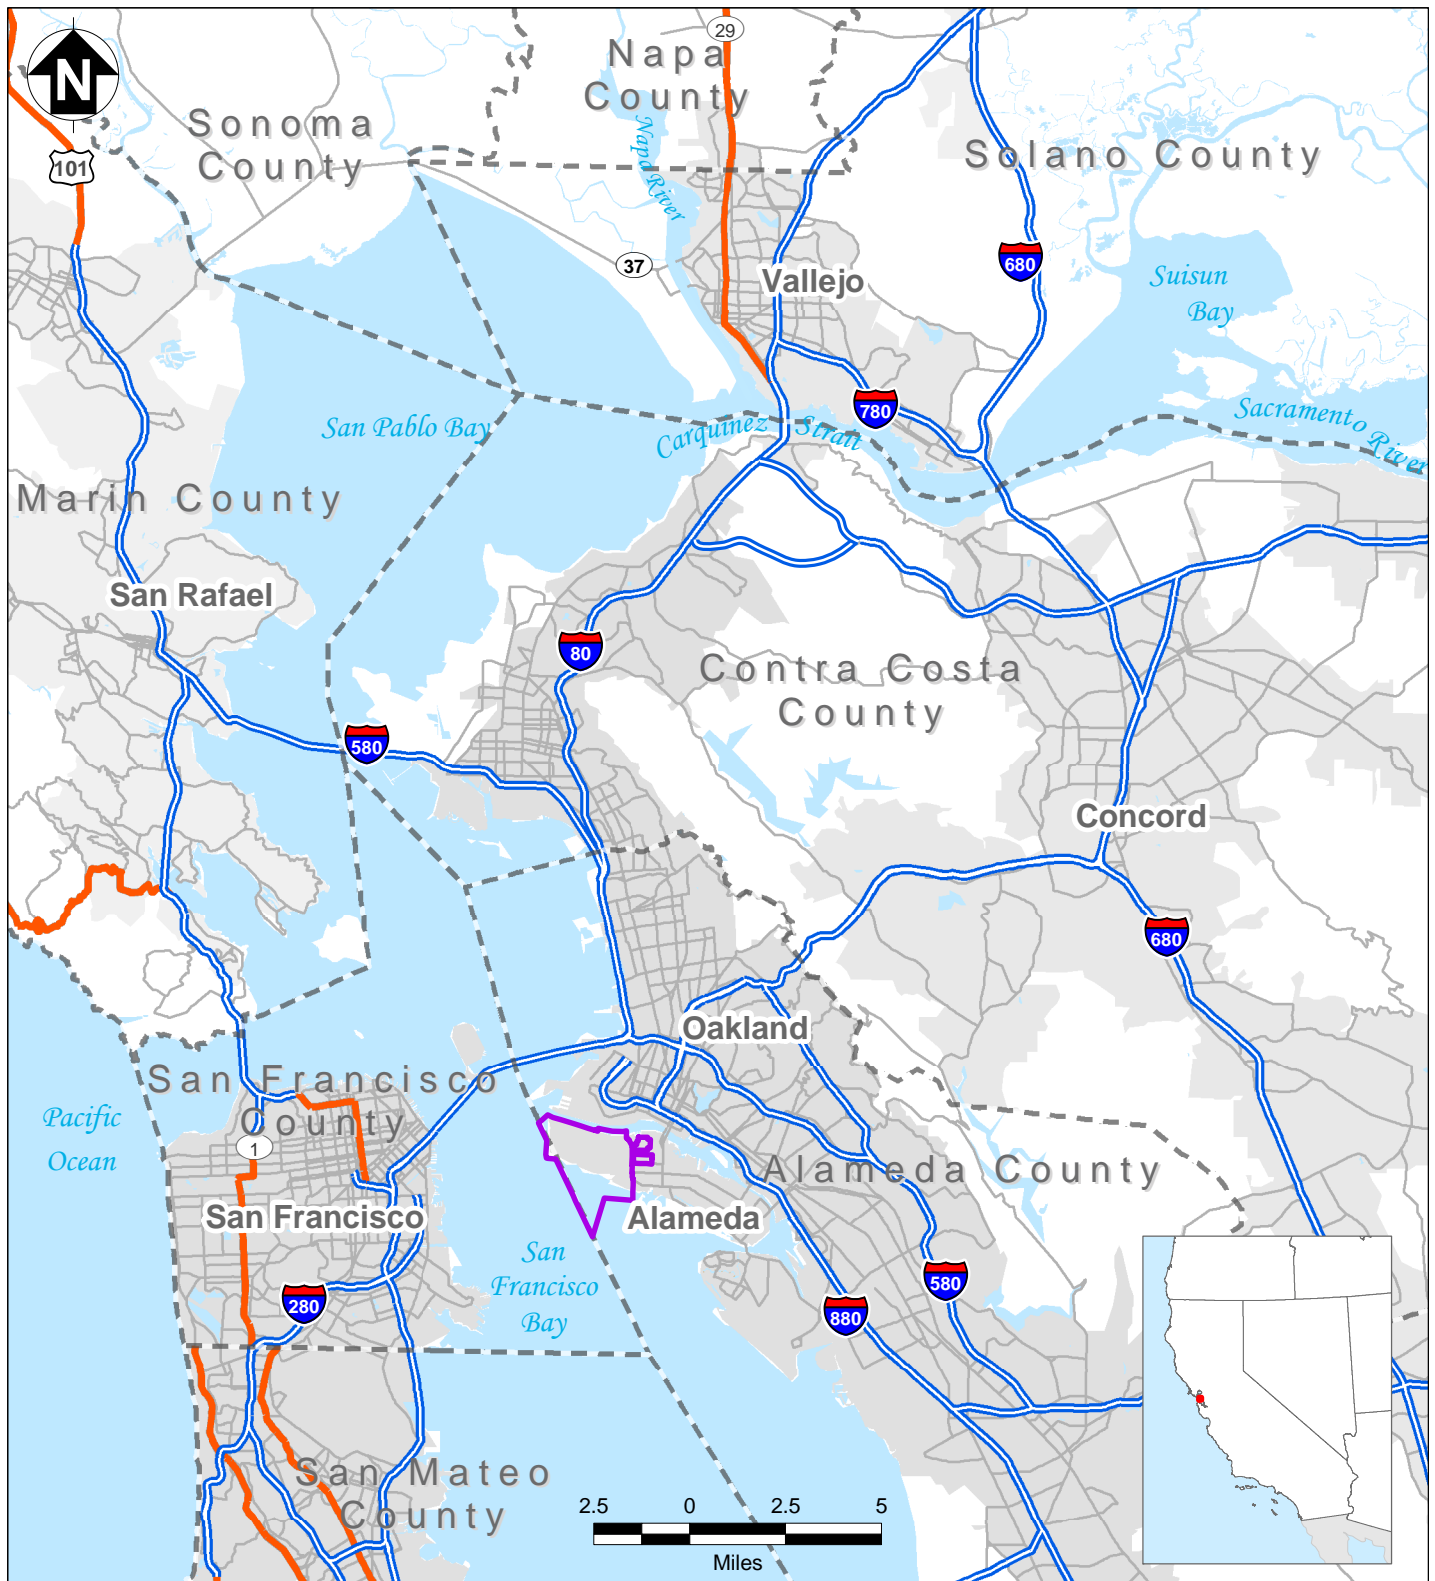 N
29
Napa
County
Sonoma
County
101
Napa River
Solano County
37
Vallejo
680
Suisun
Bay
San Pablo Bay
Carquinez Strait
780
Sacramento River
Marin County
San Rafael
80
Contra Costa
County
580
Concord
680
Oakland
San Francisco
County
Pacific
Ocean
1
Alameda County
San Francisco
Alameda
San
Francisco
Bay
580
280
880
San Mateo
County
2.5 0 2.5 5
Miles